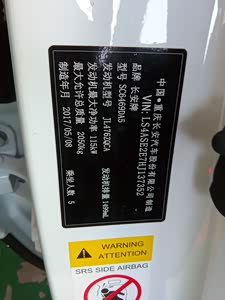 中国·重庆长安汽车股份有限公司制造
VIN: LS4ASE2E7HJ137352
品牌 长安牌
型号 SC6469DA5
发动机型号 JL476ZQCA
发动机排量 1499mL
发动机最大净功率 115kW
最大允许总质量 2050kg
制造年月 2017/05/08
乘坐人数 5
WARNING
ATTENTION
SRS SIDE AIRBAG